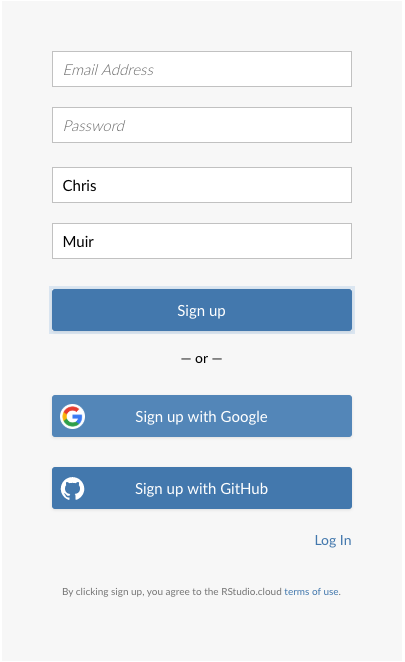 Email Address
Password
Chris
Muir
Sign up
— or —
Sign up with Google
Sign up with GitHub
Log In
By clicking sign up, you agree to the RStudio.cloud terms of use.